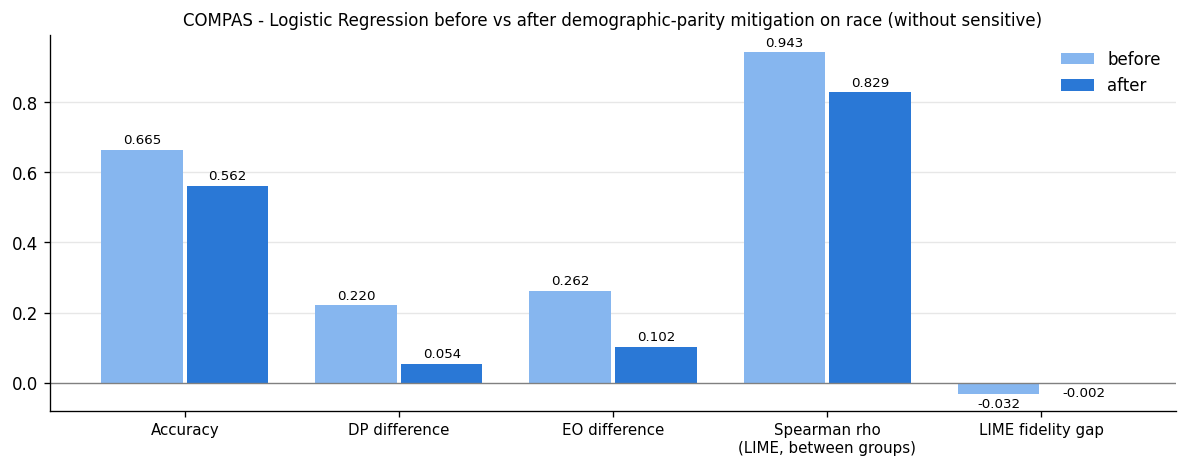 COMPAS - Logistic Regression before vs after demographic-parity mitigation on race (without sensitive)
before
after
0.8
0.6
0.4
0.2
0.0
0.665
0.562
0.220
0.054
0.262
0.102
0.943
0.829
-0.032
-0.002
Accuracy
DP difference
EO difference
Spearman rho
(LIME, between groups)
LIME fidelity gap